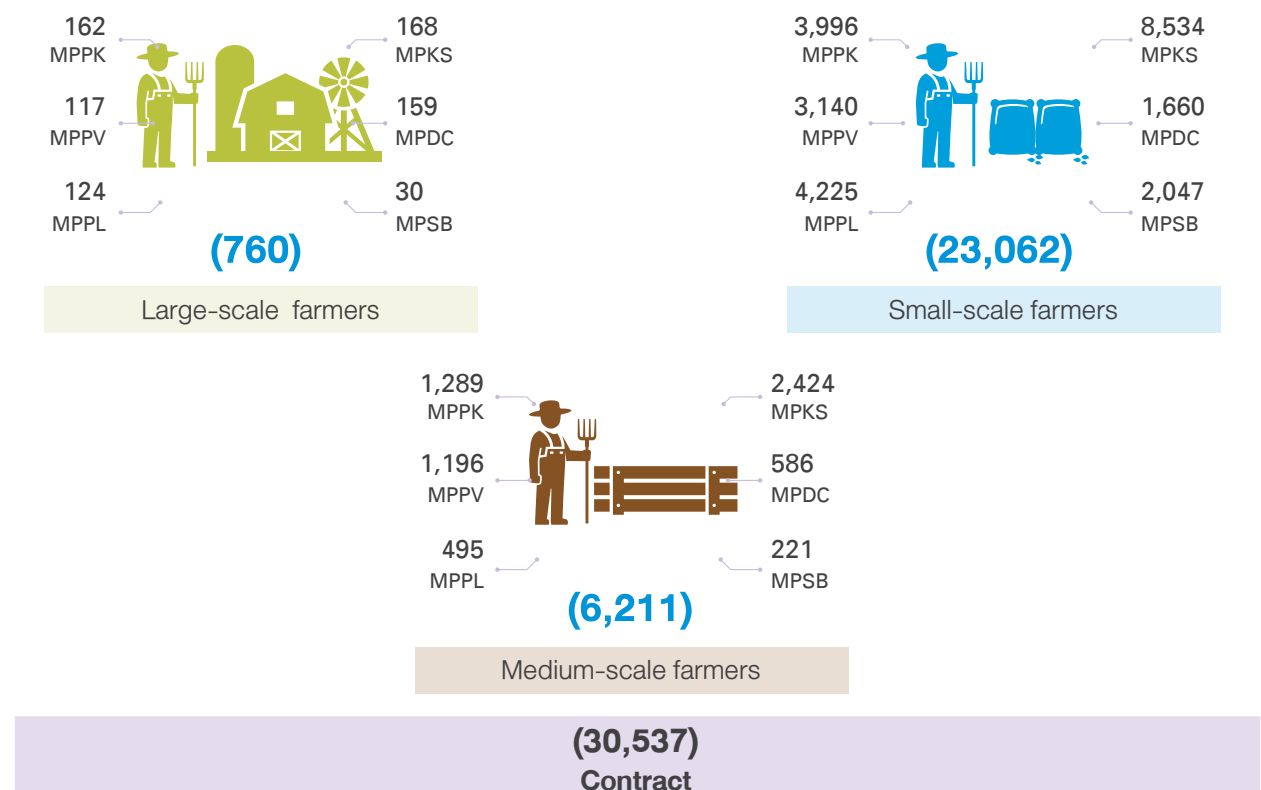 162
MPPK
168
MPKS
117
MPPV
159
MPDC
124
MPPL
30
MPSB
(760)
Large-scale farmers
3,996
MPPK
8,534
MPKS
3,140
MPPV
1,660
MPDC
4,225
MPPL
2,047
MPSB
(23,062)
Small-scale farmers
1,289
MPPK
2,424
MPKS
1,196
MPPV
586
MPDC
495
MPPL
221
MPSB
(6,211)
Medium-scale farmers
(30,537)
Contract